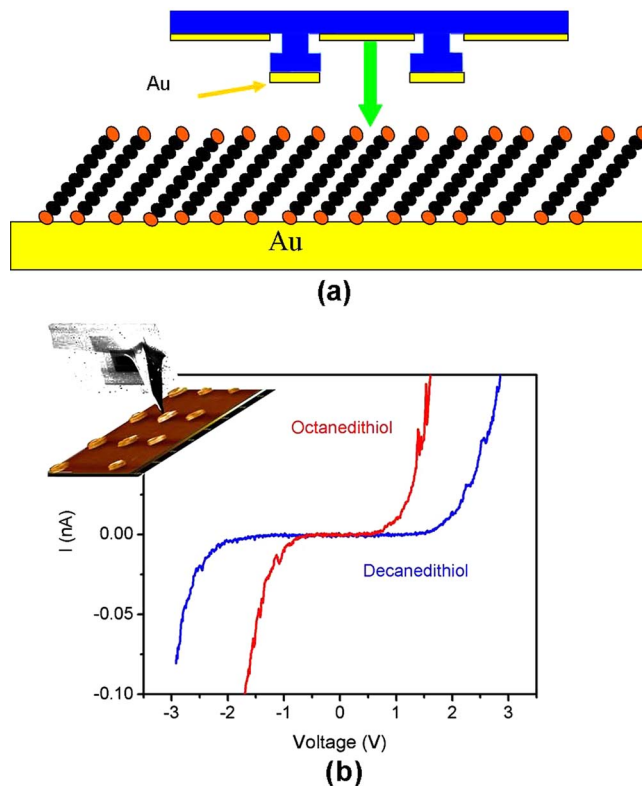 Au
Au
(a)
Octanedithiol
Decanedithiol
I (nA)
0.00
-0.05
-0.10
-3 -2 -1 0 1 2 3
Voltage (V)
(b)